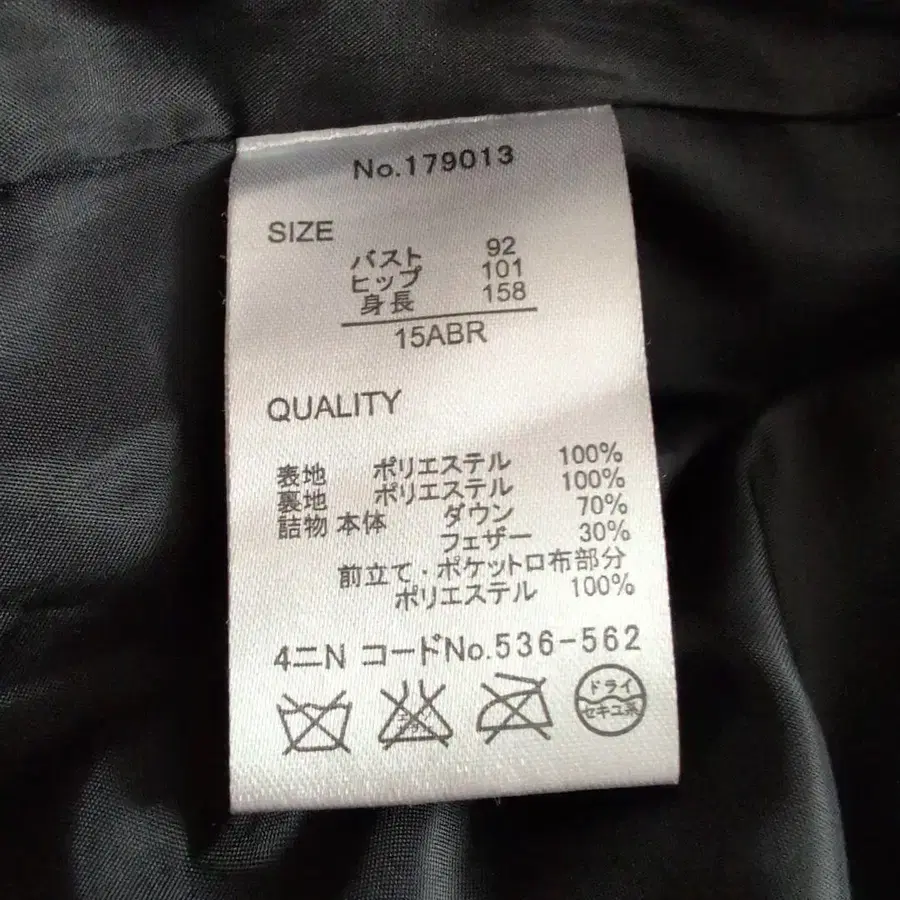 No.179013
SIZE
バスト 92
ヒップ 101
身長 158
15ABR
QUALITY
表地 ポリエステル 100%
裏地 ポリエステル 100%
詰物 本体 ダウン 70%
フェザー 30%
前立て・ポケット口布部分
ポリエステル 100%
4ニN コードNo.536-562
ドライ
セキユ系